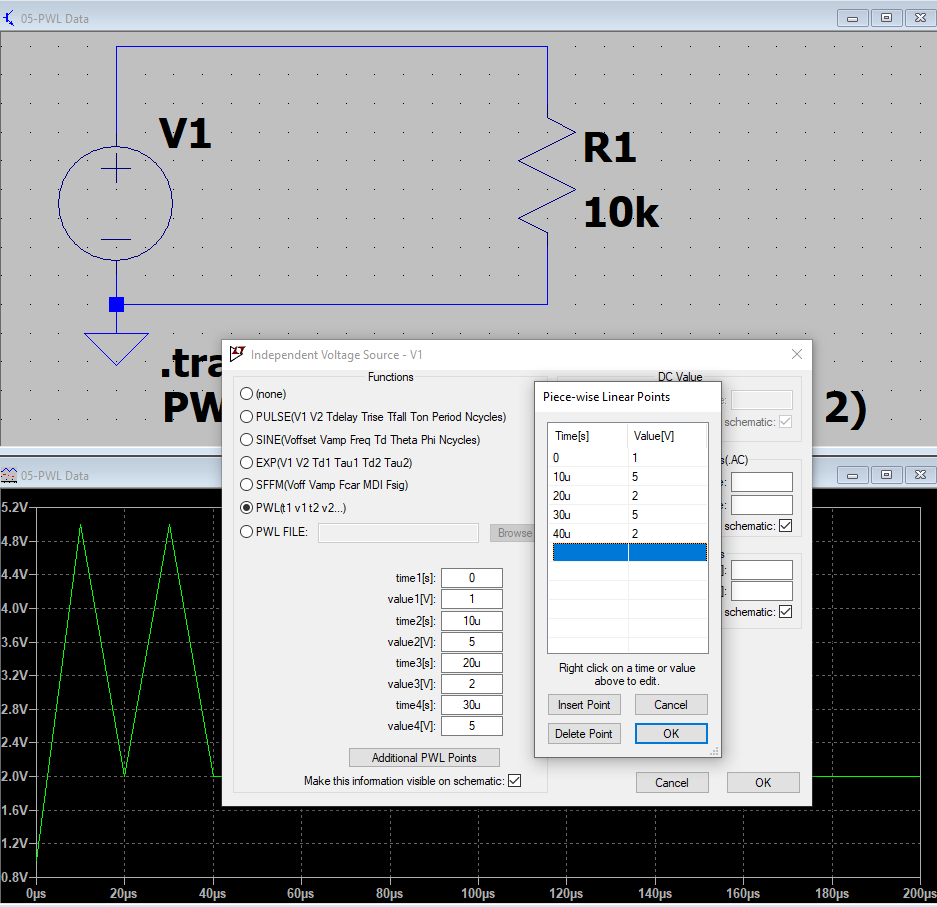 05-PWL Data
V1
R1
10k
.tra
PW
2)
Independent Voltage Source - V1
Functions
(none)
PULSE(V1 V2 Tdelay Trise Tfall Ton Period Ncycles)
SINE(Voffset Vamp Freq Td Theta Phi Ncycles)
EXP(V1 V2 Td1 Tau1 Td2 Tau2)
SFFM(Voff Vamp Fcar MDI Fsig)
PWL(t1 v1 t2 v2...)
PWL FILE:
Browse
time1[s]: 0
value1[V]: 1
time2[s]: 10u
value2[V]: 5
time3[s]: 20u
value3[V]: 2
time4[s]: 30u
value4[V]: 5
Additional PWL Points
Make this information visible on schematic:
DC Value
schematic:
s(.AC)
schematic:
schematic:
Cancel OK
Piece-wise Linear Points
Time[s] Value[V]
0 1
10u 5
20u 2
30u 5
40u 2
Right click on a time or value
above to edit.
Insert Point Cancel
Delete Point OK
05-PWL Data
5.2V
4.8V
4.4V
4.0V
3.6V
3.2V
2.8V
2.4V
2.0V
1.6V
1.2V
0.8V
0µs 20µs 40µs 60µs 80µs 100µs 120µs 140µs 160µs 180µs 200µs